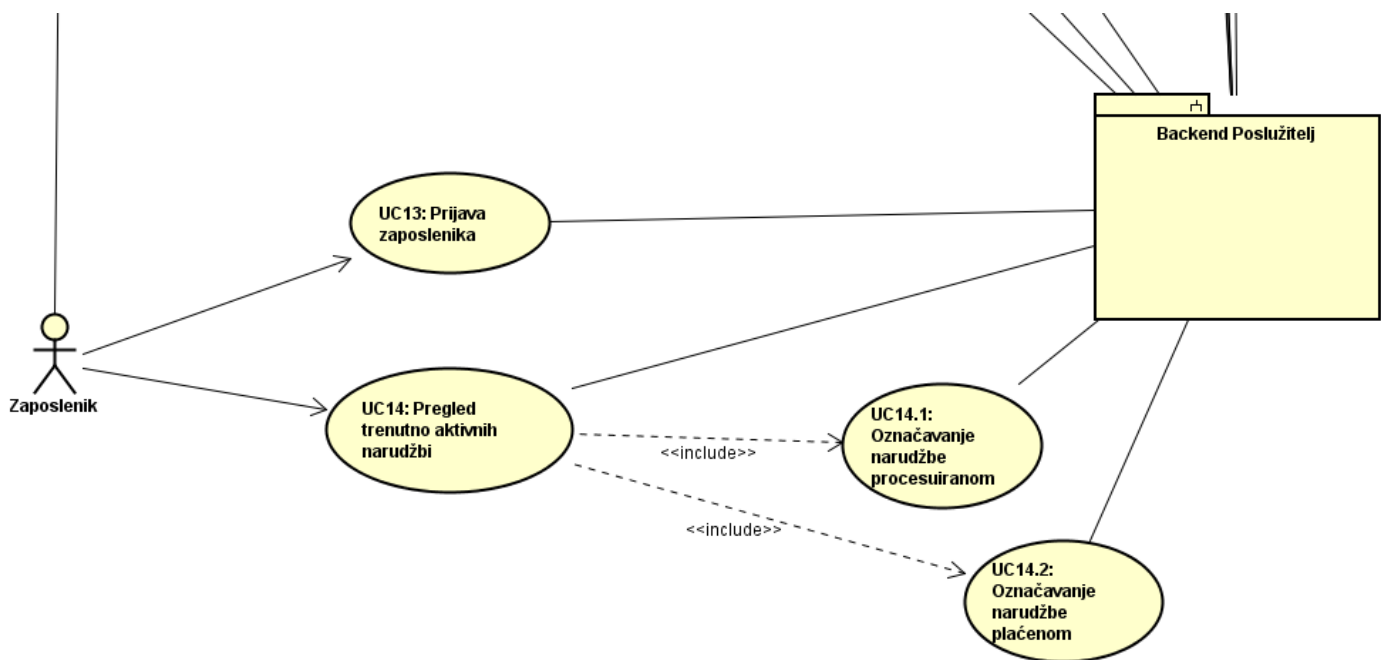 Backend Poslužitelj
UC13: Prijava
zaposlenika
Zaposlenik
UC14: Pregled
trenutno aktivnih
narudžbi
<<include>>
UC14.1:
Označavanje
narudžbe
procesuiranom
<<include>>
UC14.2:
Označavanje
narudžbe
plaćenom